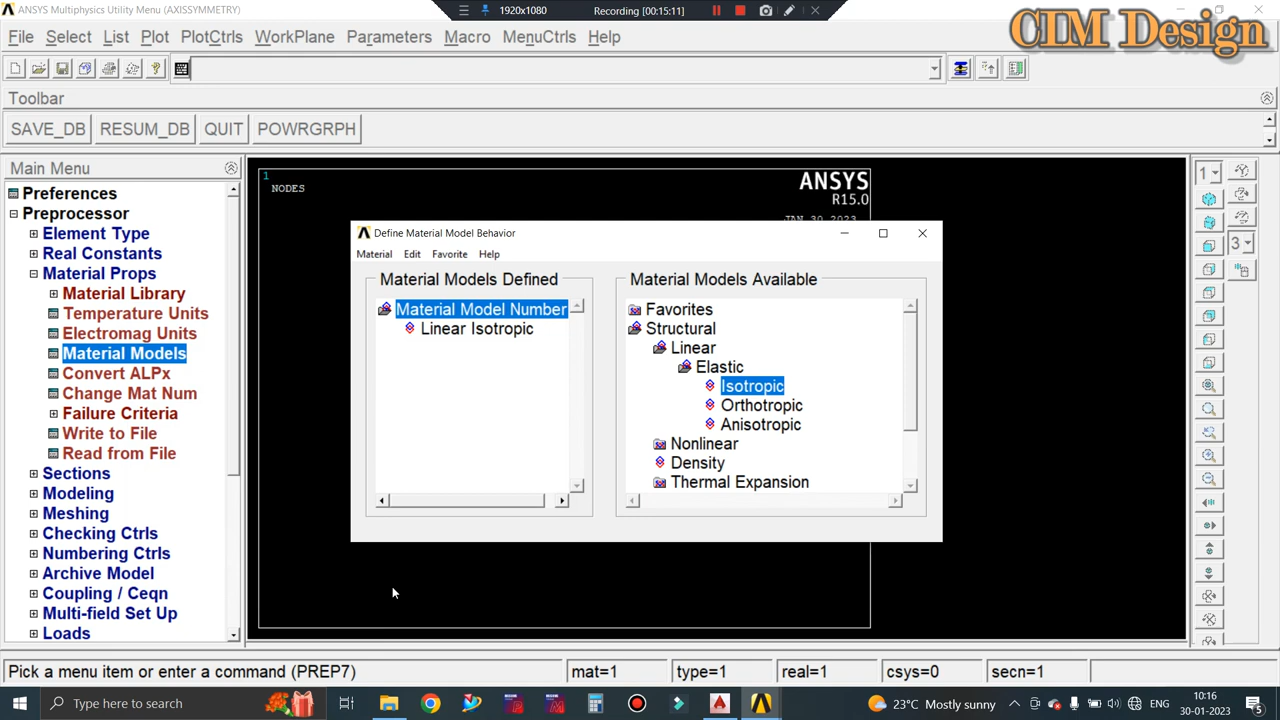 ANSYS Multiphysics Utility Menu (AXISSYMMETRY)
1920x1080
Recording [00:15:11]
CIM Design
File Select List Plot PlotCtrls WorkPlane Parameters Macro MenuCtrls Help
Toolbar
SAVE_DB RESUM_DB QUIT POWRGRPH
Main Menu
Preferences
Preprocessor
Element Type
Real Constants
Material Props
Material Library
Temperature Units
Electromag Units
Material Models
Convert ALPx
Change Mat Num
Failure Criteria
Write to File
Read from File
Sections
Modeling
Meshing
Checking Ctrls
Numbering Ctrls
Archive Model
Coupling / Ceqn
Multi-field Set Up
Loads
1
NODES
ANSYS
R15.0
JAN 30 2023
Define Material Model Behavior
Material Edit Favorite Help
Material Models Defined
Material Model Number
Linear Isotropic
Material Models Available
Favorites
Structural
Linear
Elastic
Isotropic
Orthotropic
Anisotropic
Nonlinear
Density
Thermal Expansion
1
3
Pick a menu item or enter a command (PREP7)
mat=1
type=1
real=1
csys=0
secn=1
Type here to search
23°C Mostly sunny
ENG
10:16
30-01-2023
5